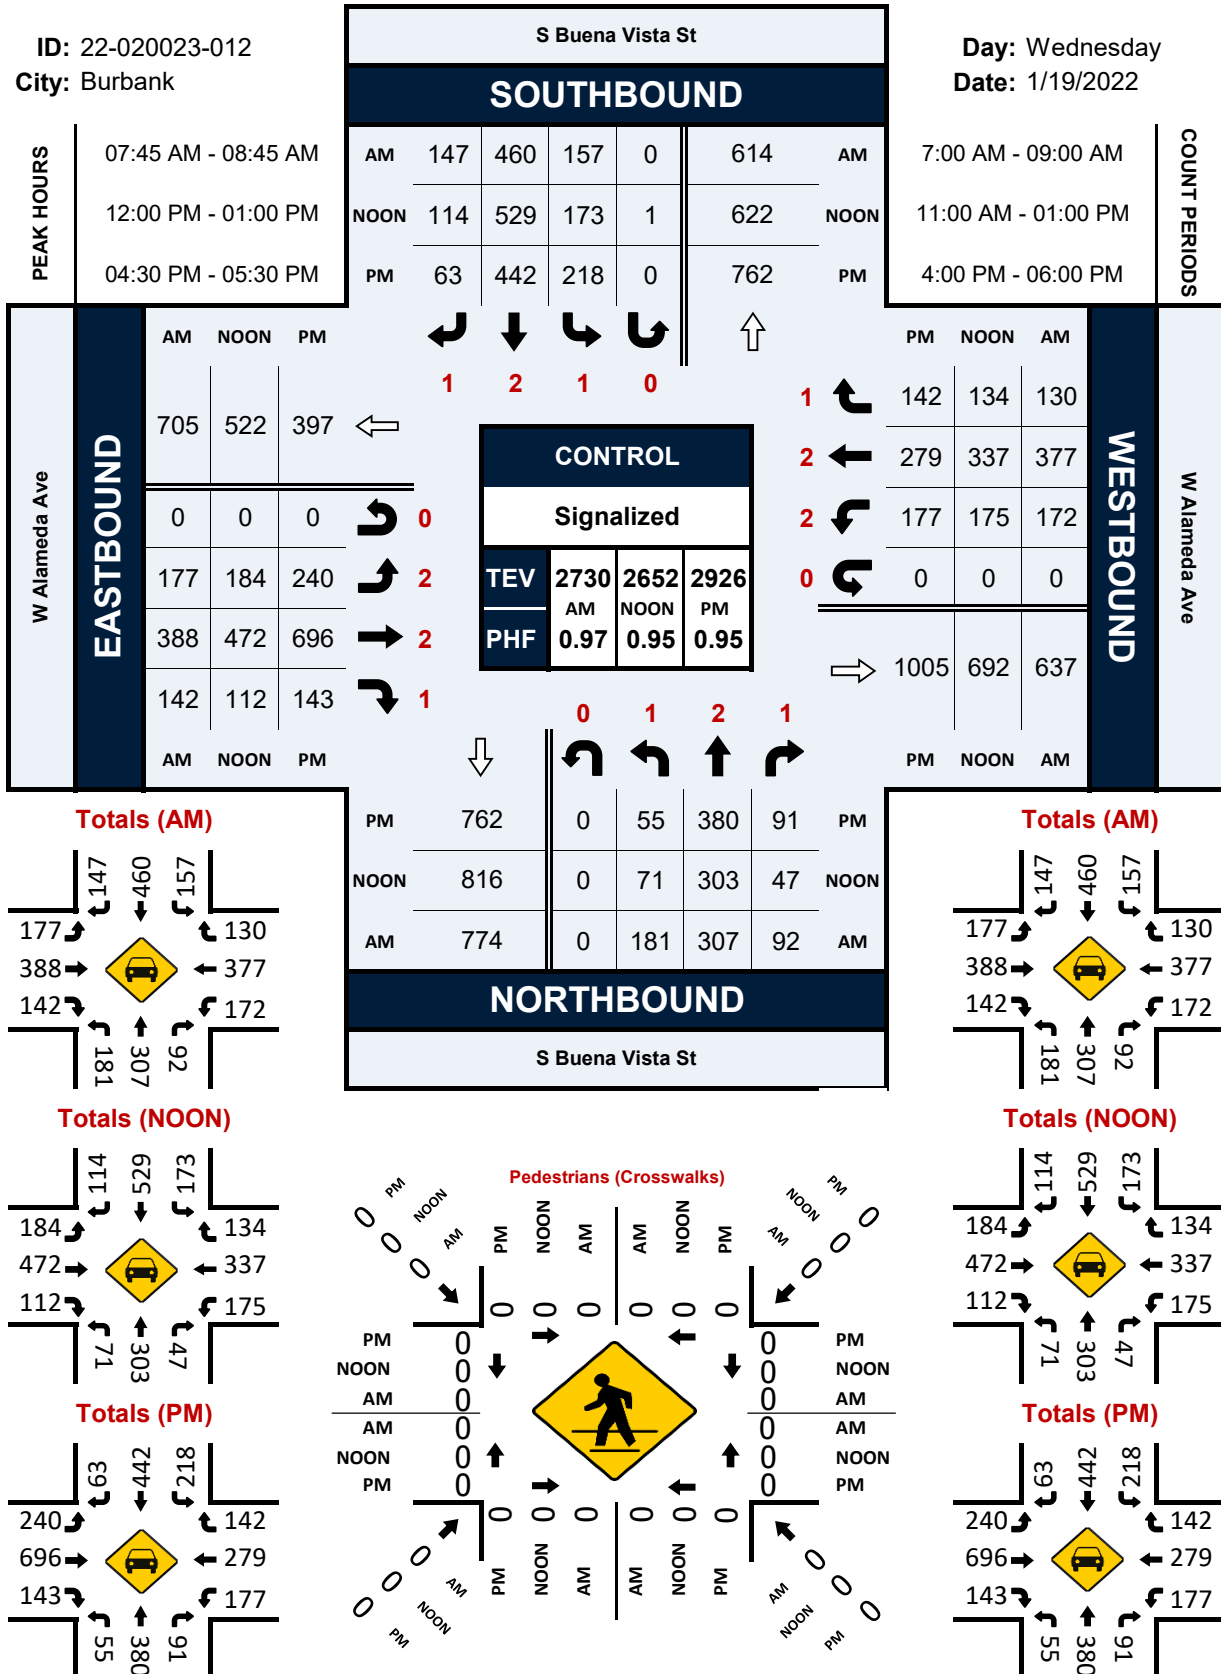 ID: 22-020023-012
City: Burbank
S Buena Vista St
SOUTHBOUND
Day: Wednesday
Date: 1/19/2022
PEAK HOURS
07:45 AM - 08:45 AM
12:00 PM - 01:00 PM
04:30 PM - 05:30 PM
AM 147 460 157 0 614 AM
NOON 114 529 173 1 622 NOON
PM 63 442 218 0 762 PM
7:00 AM - 09:00 AM
11:00 AM - 01:00 PM
4:00 PM - 06:00 PM
COUNT PERIODS
1 2 1 0
W Alameda Ave
EASTBOUND
AM NOON PM
705 522 397
0 0 0 0
177 184 240 2
388 472 696 2
142 112 143 1
AM NOON PM
CONTROL
Signalized
TEV 2730 2652 2926
AM NOON PM
PHF 0.97 0.95 0.95
PM NOON AM
1 142 134 130
2 279 337 377
2 177 175 172
0 0 0 0
1005 692 637
PM NOON AM
WESTBOUND
W Alameda Ave
0 1 2 1
PM 762 0 55 380 91 PM
NOON 816 0 71 303 47 NOON
AM 774 0 181 307 92 AM
NORTHBOUND
S Buena Vista St
Totals (AM)
147 460 157
177 130
388 377
142 172
181 307 92
Totals (NOON)
114 529 173
184 134
472 337
112 175
71 303 47
Totals (PM)
63 442 218
240 142
696 279
143 177
55 380 91
Pedestrians (Crosswalks)
PM NOON AM
0 0 0
PM NOON AM AM NOON PM
PM NOON AM
0 0 0
0 0 0 0 0 0
PM 0 0 PM
NOON 0 0 NOON
AM 0 0 AM
AM 0 0 AM
NOON 0 0 NOON
PM 0 0 PM
0 0 0 0 0 0
PM NOON AM AM NOON PM
0 0 0
AM NOON PM
0 0 0
AM NOON PM
Totals (AM)
147 460 157
177 130
388 377
142 172
181 307 92
Totals (NOON)
114 529 173
184 134
472 337
112 175
71 303 47
Totals (PM)
63 442 218
240 142
696 279
143 177
55 380 91